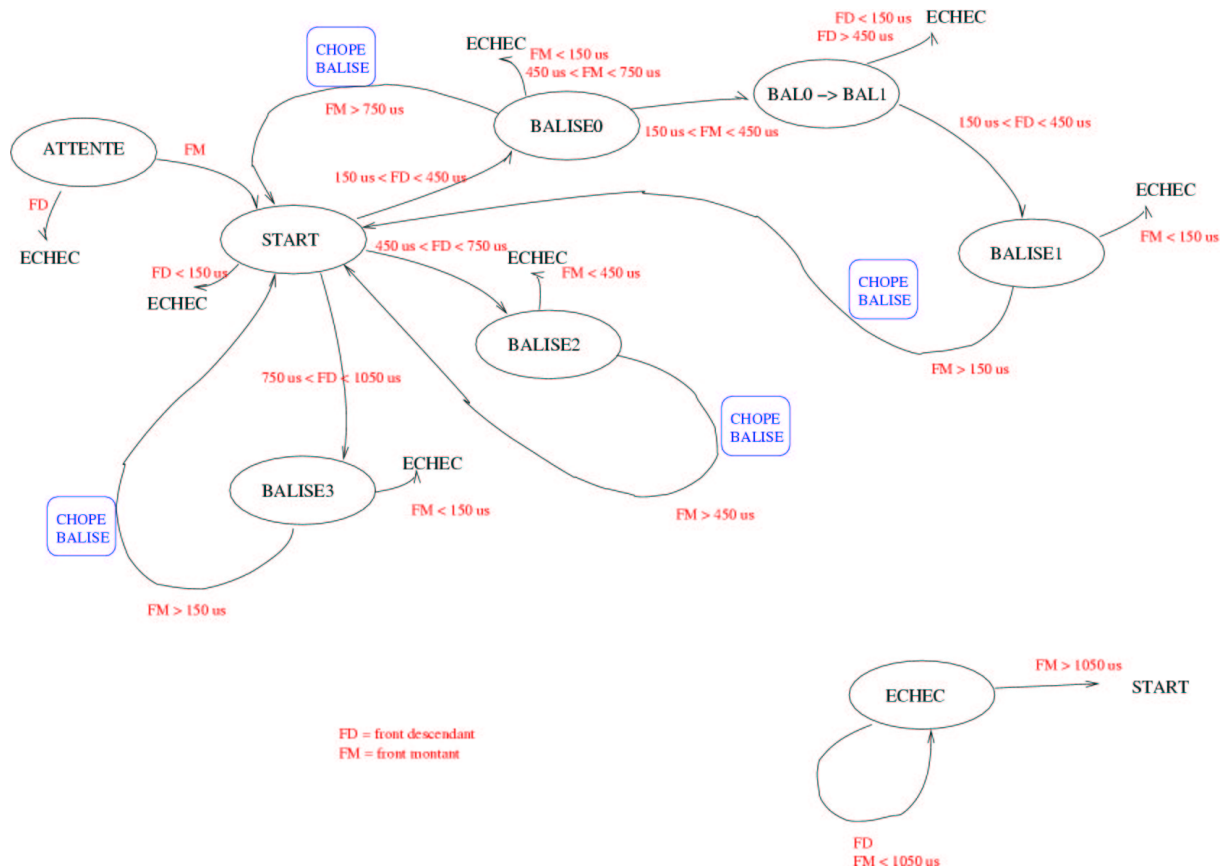 FD < 150 us
FD > 450 us
ECHEC
CHOPE
BALISE
ECHEC
FM < 150 us
450 us < FM < 750 us
BAL0 -> BAL1
FM > 750 us
BALISE0
150 us < FM < 450 us
150 us < FD < 450 us
ATTENTE
FM
150 us < FD < 450 us
FD
ECHEC
START
450 us < FD < 750 us
ECHEC
FM < 150 us
BALISE1
ECHEC
FM < 450 us
FD < 150 us
ECHEC
CHOPE
BALISE
BALISE2
FM > 150 us
750 us < FD < 1050 us
CHOPE
BALISE
ECHEC
BALISE3
FM < 150 us
FM > 450 us
CHOPE
BALISE
FM > 150 us
FM > 1050 us
ECHEC
START
FD = front descendant
FM = front montant
FD
FM < 1050 us